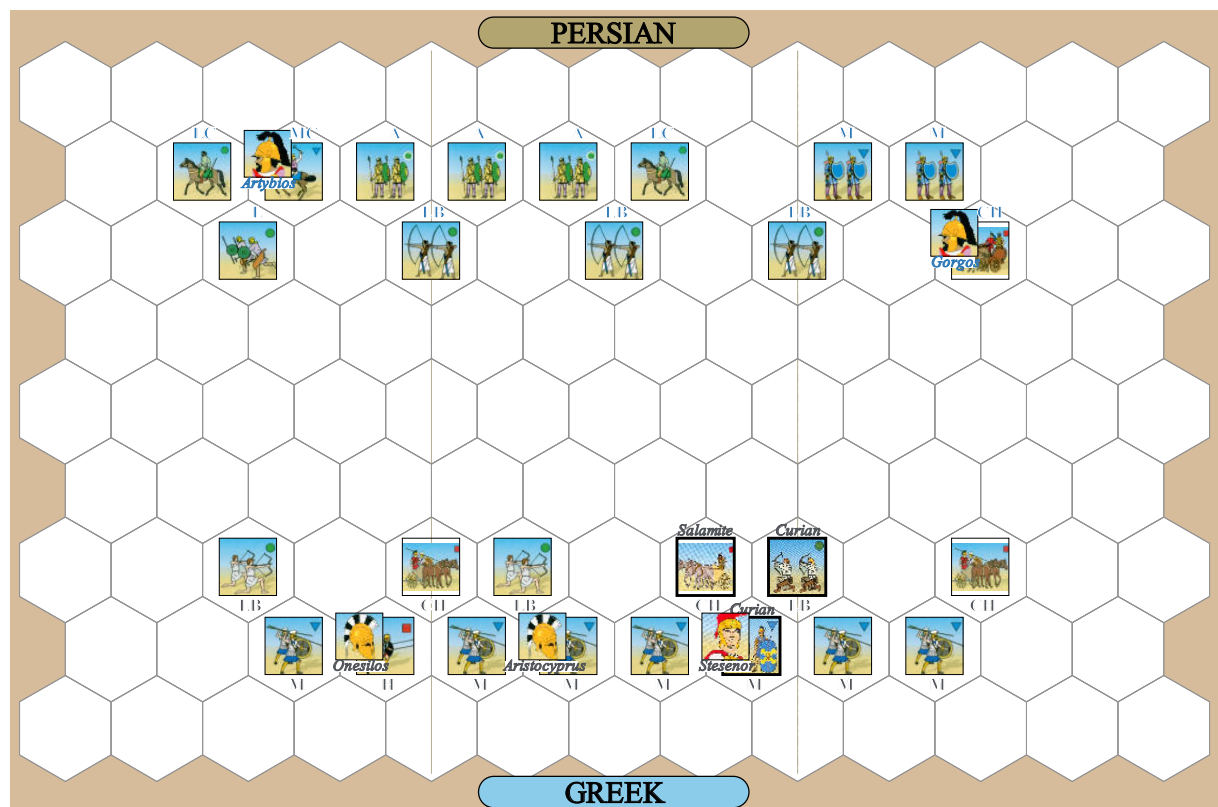 PERSIAN
LC
MC
A
A
A
LC
M
M
Artybios
LB
LB
LB
CH
Gorgos
Salamite
Curian
LB
CH
LB
CH
LB
CH
Curian
Onesilos
Aristocyprus
Stesenor
M
H
M
M
M
M
M
M
GREEK